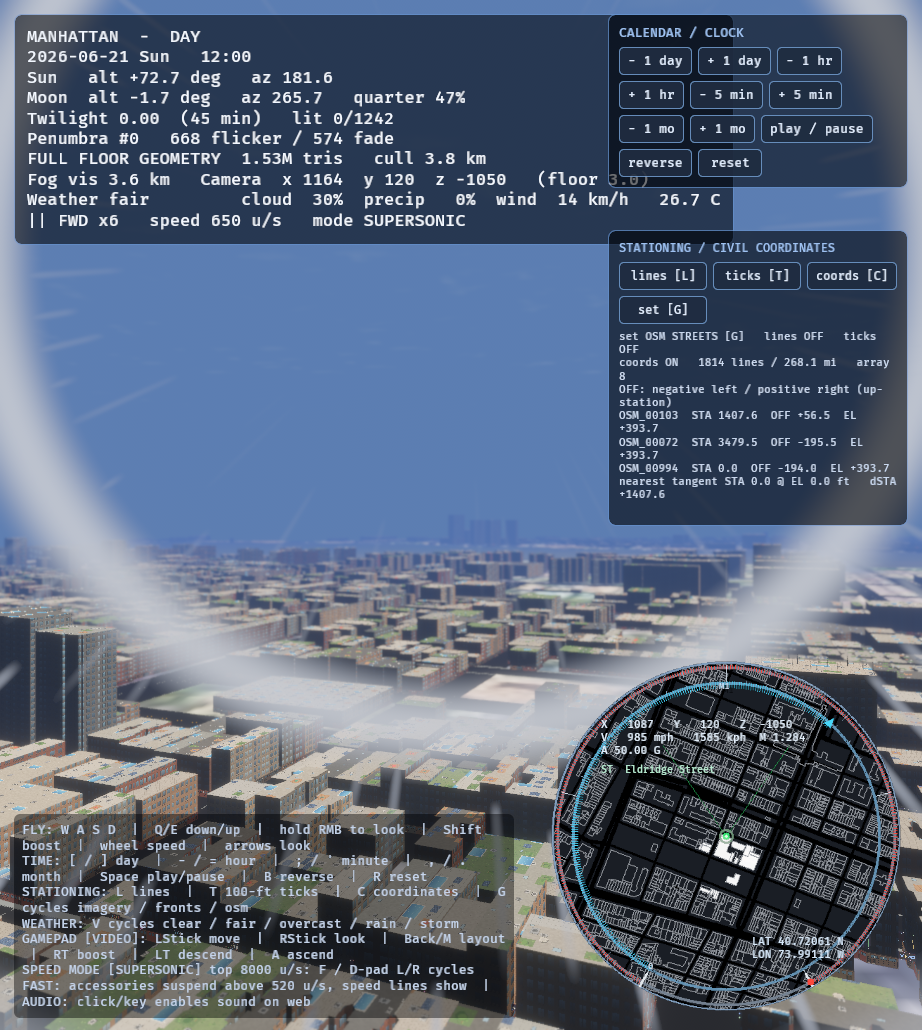 MANHATTAN - DAY
2026-06-21 Sun 12:00
Sun alt +72.7 deg az 181.6
Moon alt -1.7 deg az 265.7 quarter 47%
Twilight 0.00 (45 min) lit 0/1242
Penumbra #0 668 flicker / 574 fade
FULL FLOOR GEOMETRY 1.53M tris cull 3.8 km
Fog vis 3.6 km Camera x 1164 y 120 z -1050 (floor 3.0)
Weather fair cloud 30% precip 0% wind 14 km/h 26.7 C
|| FWD x6 speed 650 u/s mode SUPERSONIC
CALENDAR / CLOCK
- 1 day + 1 day - 1 hr
+ 1 hr - 5 min + 5 min
- 1 mo + 1 mo play / pause
reverse reset
STATIONING / CIVIL COORDINATES
lines [L] ticks [T] coords [C]
set [G]
set OSM STREETS [G] lines OFF ticks
OFF
coords ON 1814 lines / 268.1 mi array
8
OFF: negative left / positive right (up-
station)
OSM_00103 STA 1407.6 OFF +56.5 EL
+393.7
OSM_00072 STA 3479.5 OFF -195.5 EL
+393.7
OSM_00994 STA 0.0 OFF -194.0 EL +393.7
nearest tangent STA 0.0 @ EL 0.0 ft dSTA
+1407.6
X 1087 Y 120 Z -1050
V 985 mph 1585 kph M 1.284
A 50.00 G
ST Eldridge Street
LAT 40.72061 N
LON 73.99111 W
FLY: W A S D | Q/E down/up | hold RMB to look | Shift
boost | wheel speed | arrows look
TIME: [ / ] day | - / = hour | ; / ' minute | , / .
month | Space play/pause | B reverse | R reset
STATIONING: L lines | T 100-ft ticks | C coordinates | G
cycles imagery / fronts / osm
WEATHER: V cycles clear / fair / overcast / rain / storm
GAMEPAD [VIDEO]: LStick move | RStick look | Back/M layout
| RT boost | LT descend | A ascend
SPEED MODE [SUPERSONIC] top 8000 u/s: F / D-pad L/R cycles
FAST: accessories suspend above 520 u/s, speed lines show |
AUDIO: click/key enables sound on web